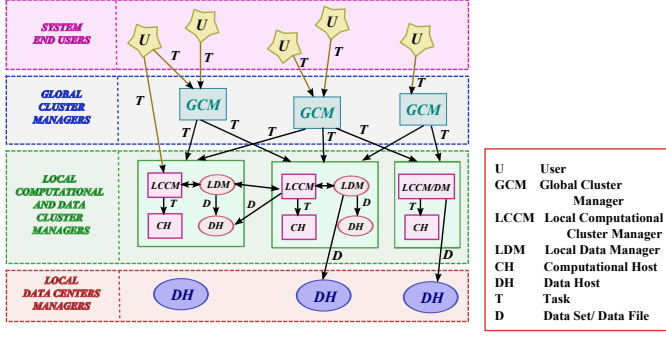 SYSTEM
END USERS
U
U
U
U
U
T
T
T
T
T
T
GLOBAL
CLUSTER
MANAGERS
GCM
GCM
GCM
T
T
T
T
T
T
T
LOCAL
COMPUTATIONAL
AND DATA
CLUSTER
MANAGERS
LCCM
LDM
T
D
CH
DH
D
LCCM
LDM
T
D
CH
DH
LCCM/DM
T
CH
D
D
LOCAL
DATA CENTERS
MANAGERS
DH
DH
DH
U User
GCM Global Cluster
Manager
LCCM Local Computational
Cluster Manager
LDM Local Data Manager
CH Computational Host
DH Data Host
T Task
D Data Set/ Data File